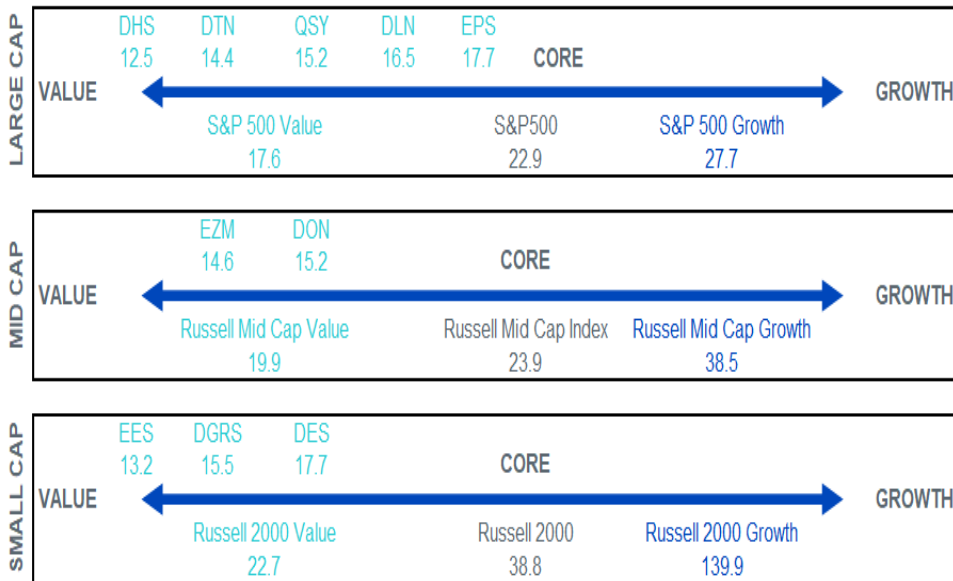 LARGE CAP
DHS DTN QSY DLN EPS
12.5 14.4 15.2 16.5 17.7 CORE
VALUE GROWTH
S&P 500 Value S&P500 S&P 500 Growth
17.6 22.9 27.7
MID CAP
EZM DON
14.6 15.2 CORE
VALUE GROWTH
Russell Mid Cap Value Russell Mid Cap Index Russell Mid Cap Growth
19.9 23.9 38.5
SMALL CAP
EES DGRS DES
13.2 15.5 17.7 CORE
VALUE GROWTH
Russell 2000 Value Russell 2000 Russell 2000 Growth
22.7 38.8 139.9